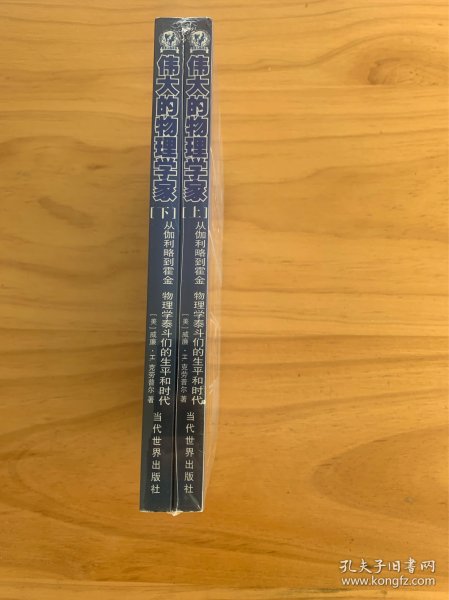 伟大的物理学家
[下]
从伽利略到霍金 物理学泰斗们的生平和时代
[美]威廉·H·克劳普尔 著
当代世界出版社
伟大的物理学家
[上]
从伽利略到霍金 物理学泰斗们的生平和时代
[美]威廉·H·克劳普尔 著
当代世界出版社
孔夫子旧书网
www.kongfz.com